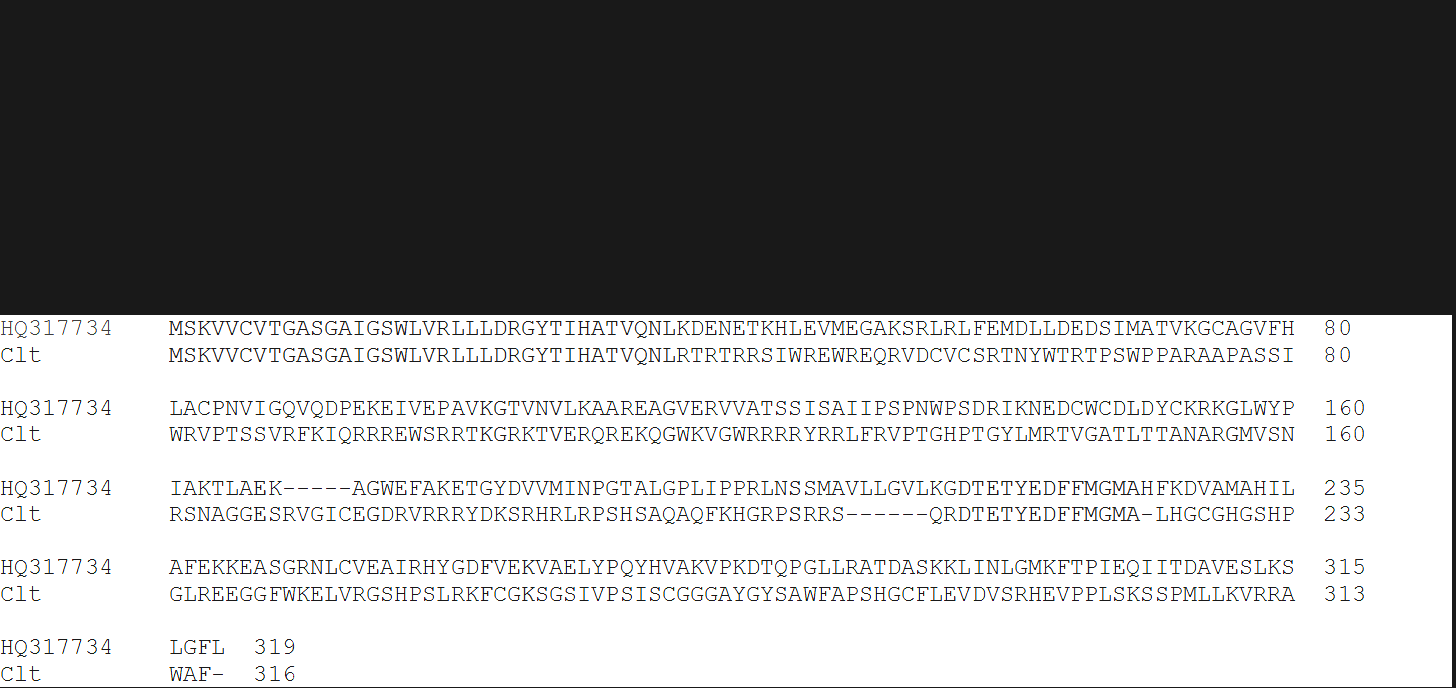 HQ317734 MSKVVCVTGASGAIGSWLVRLLLDRGYTIHATVQNLKDENETKHLEVMEGAKSRLRLFEMDLLDEDSIMATVKGCAGVFH 80
Clt MSKVVCVTGASGAIGSWLVRLLLDRGYTIHATVQNLRTRTRRSIWREWREQRVDCVCSRTNYWTRTPSWPPARAAPASSI 80
HQ317734 LACPNVIGQVQDPEKEIVEPAVKGTVNVLKAAREAGVERVVATSSISAIIPSPNWPSDRIKNEDCWCDLDYCKRKGLWYP 160
Clt WRVPTSSVRFKIQRRREWSRRTKGRKTVERQREKQGWKVGWRRRRYRRLFRVPTGHPTGYLMRTVGATLTTANARGMVSN 160
HQ317734 IAKTLAEK-----AGWEFAKETGYDVVMINPGTALGPLIPPRLNSSMAVLLGVLKGDTETYEDFFMGMAHFKDVAMAHIL 235
Clt RSNAGGESRVGICEGDRVRRRYDKSRHRLRPSHSAQAQFKHGRPSRRS------QRDTETYEDFFMGMA-LHGCGHGSHP 233
HQ317734 AFEKKEASGRNLCVEAIRHYGDFVEKVAELYPQYHVAKVPKDTQPGLLRATDASKKLINLGMKFTPIEQIITDAVESLKS 315
Clt GLREEGGFWKELVRGSHPSLRKFCGKSGSIVPSISCGGGAYGYSAWFAPSHGCFLEVDVSRHEVPPLSKSSPMLLKVRRA 313
HQ317734 LGFL 319
Clt WAF- 316